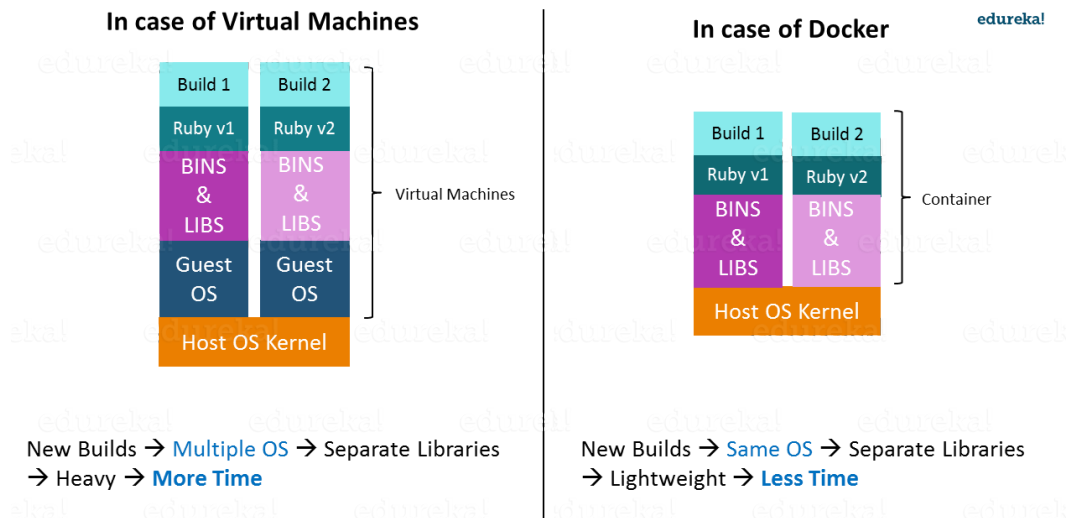 In case of Virtual Machines
Build 1
Build 2
Ruby v1
Ruby v2
BINS
&
LIBS
BINS
&
LIBS
Guest
OS
Guest
OS
Host OS Kernel
Virtual Machines
New Builds → Multiple OS → Separate Libraries
→ Heavy → More Time
edureka!
In case of Docker
Build 1
Build 2
Ruby v1
Ruby v2
BINS
&
LIBS
BINS
&
LIBS
Host OS Kernel
Container
New Builds → Same OS → Separate Libraries
→ Lightweight → Less Time